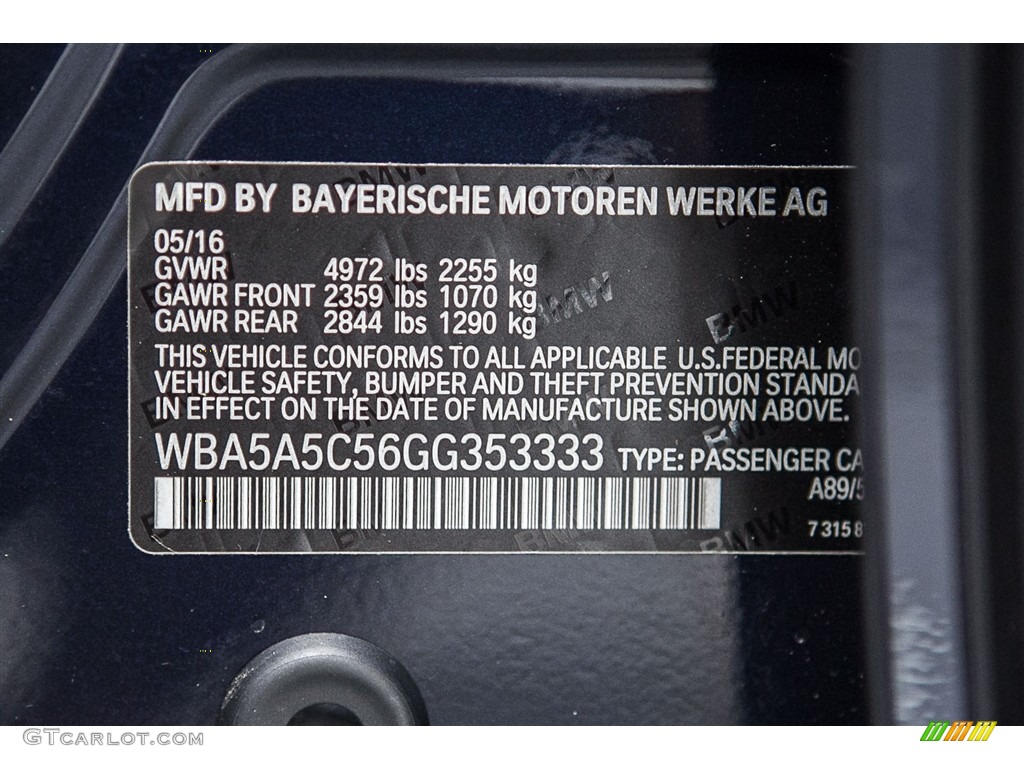 MFD BY BAYERISCHE MOTOREN WERKE AG
05/16
GVWR 4972 lbs 2255 kg
GAWR FRONT 2359 lbs 1070 kg
GAWR REAR 2844 lbs 1290 kg
THIS VEHICLE CONFORMS TO ALL APPLICABLE U.S.FEDERAL MO
VEHICLE SAFETY, BUMPER AND THEFT PREVENTION STANDA
IN EFFECT ON THE DATE OF MANUFACTURE SHOWN ABOVE.
WBA5A5C56GG353333 TYPE: PASSENGER CA
A89/5
7 315 8
GTCARLOT.COM